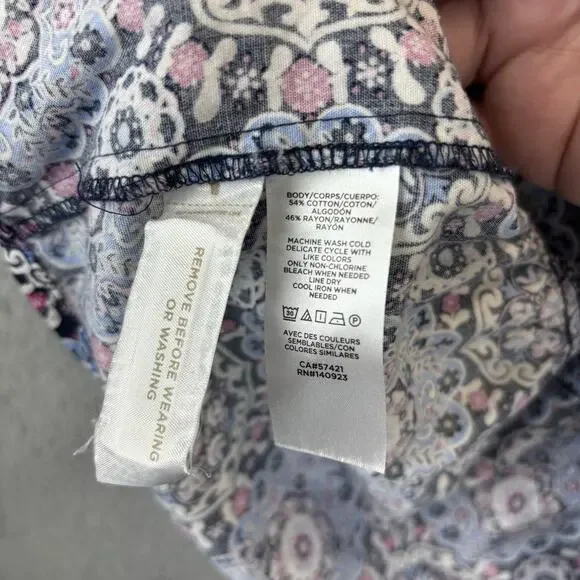 REMOVE BEFORE WEARING
OR WASHING
BODY/CORPS/CUERPO:
54% COTTON/COTON/
ALGODÓN
46% RAYON/RAYONNE/
RAYÓN
MACHINE WASH COLD
DELICATE CYCLE WITH
LIKE COLORS
ONLY NON-CHLORINE
BLEACH WHEN NEEDED
LINE DRY
COOL IRON WHEN
NEEDED
30
P
AVEC DES COULEURS
SEMBLABLES/CON
COLORES SIMILARES
CA#57421
RN#140923